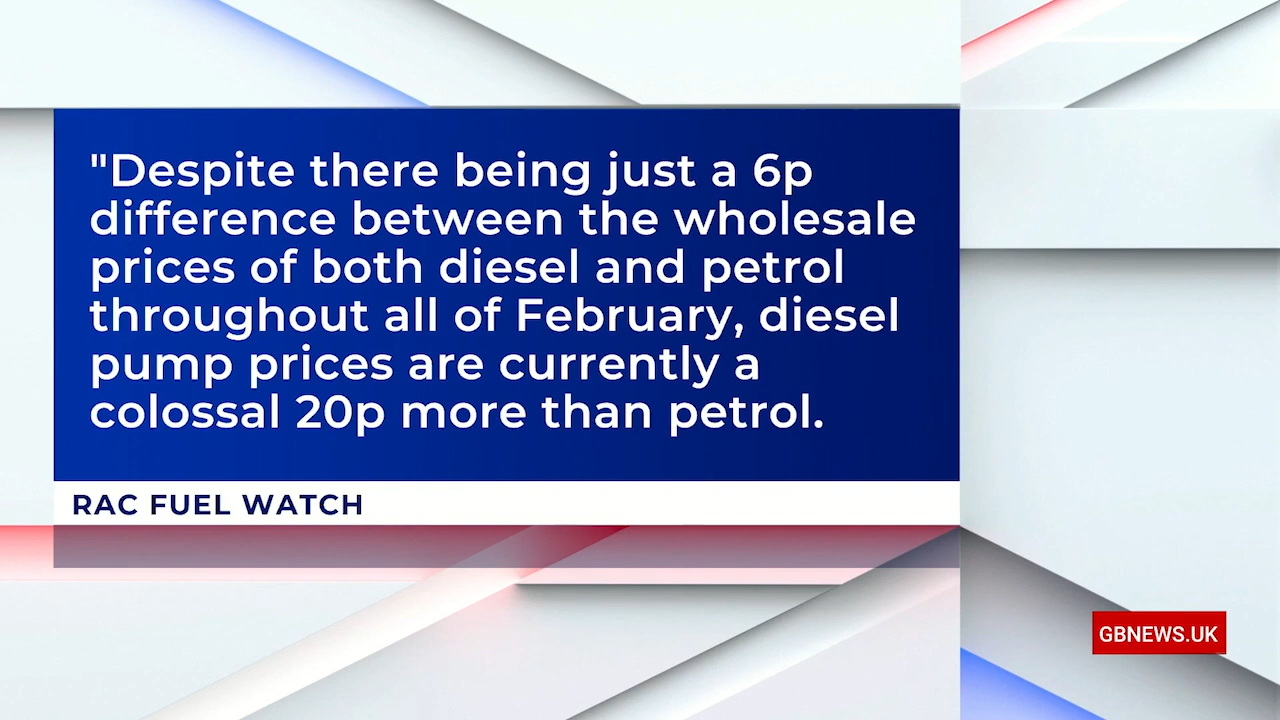 "Despite there being just a 6p
difference between the wholesale
prices of both diesel and petrol
throughout all of February, diesel
pump prices are currently a
colossal 20p more than petrol.
RAC FUEL WATCH
GBNEWS.UK